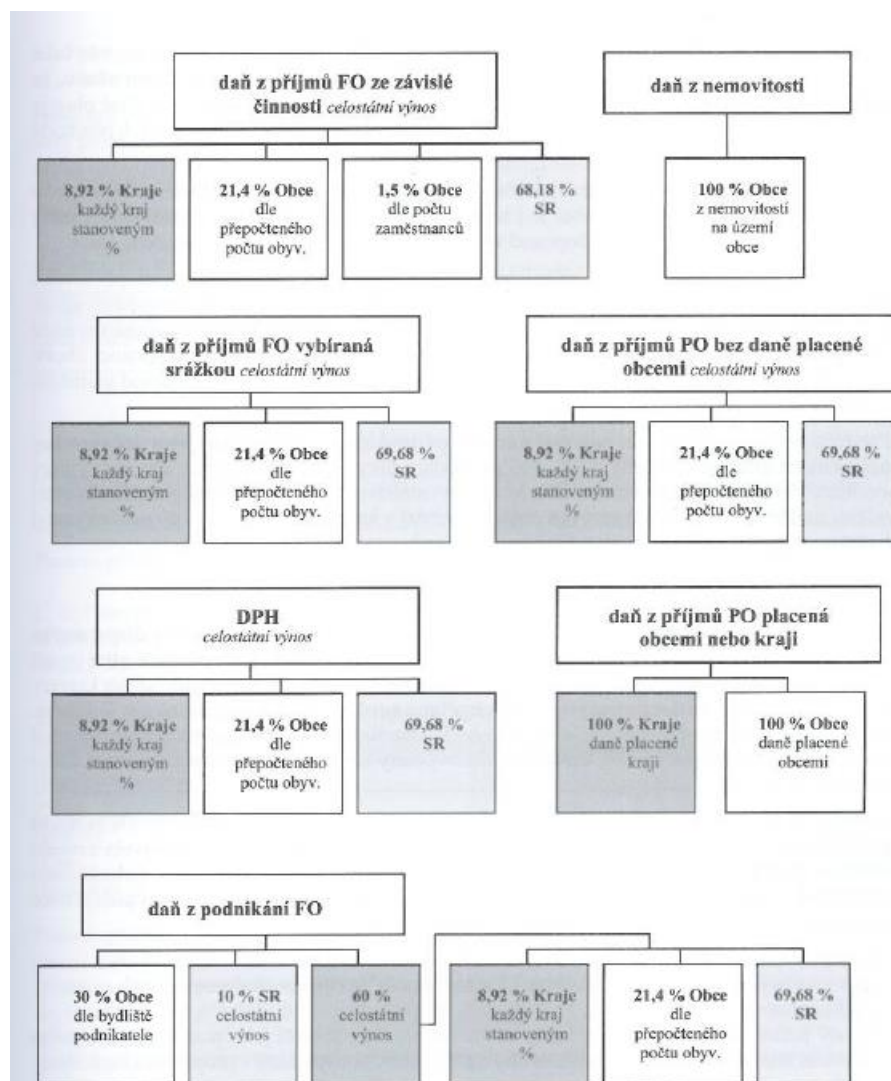 daň z příjmů FO ze závislé
činnosti celostátní výnos
8,92 % Kraje
každý kraj
stanoveným
%
21,4 % Obce
dle
přepočteného
počtu obyv.
1,5 % Obce
dle počtu
zaměstnanců
68,18 %
SR
daň z nemovitosti
100 % Obce
z nemovitostí
na území
obce
daň z příjmů FO vybíraná
srážkou celostátní výnos
8,92 % Kraje
každý kraj
stanoveným
%
21,4 % Obce
dle
přepočteného
počtu obyv.
69,68 %
SR
daň z příjmů PO bez daně placené
obcemi celostátní výnos
8,92 % Kraje
každý kraj
stanoveným
%
21,4 % Obce
dle
přepočteného
počtu obyv.
69,68 %
SR
DPH
celostátní výnos
8,92 % Kraje
každý kraj
stanoveným
%
21,4 % Obce
dle
přepočteného
počtu obyv.
69,68 %
SR
daň z příjmů PO placená
obcemi nebo kraji
100 % Kraje
daně placené
kraji
100 % Obce
daně placené
obcemi
daň z podnikání FO
30 % Obce
dle bydliště
podnikatele
10 % SR
celostátní
výnos
60 %
celostátní
výnos
8,92 % Kraje
každý kraj
stanoveným
%
21,4 % Obce
dle
přepočteného
počtu obyv.
69,68 %
SR